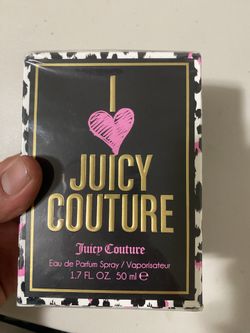 I
JUICY
COUTURE
Juicy Couture
Eau de Parfum Spray / Vaporisateur
1.7 FL. OZ. 50 ml ℮